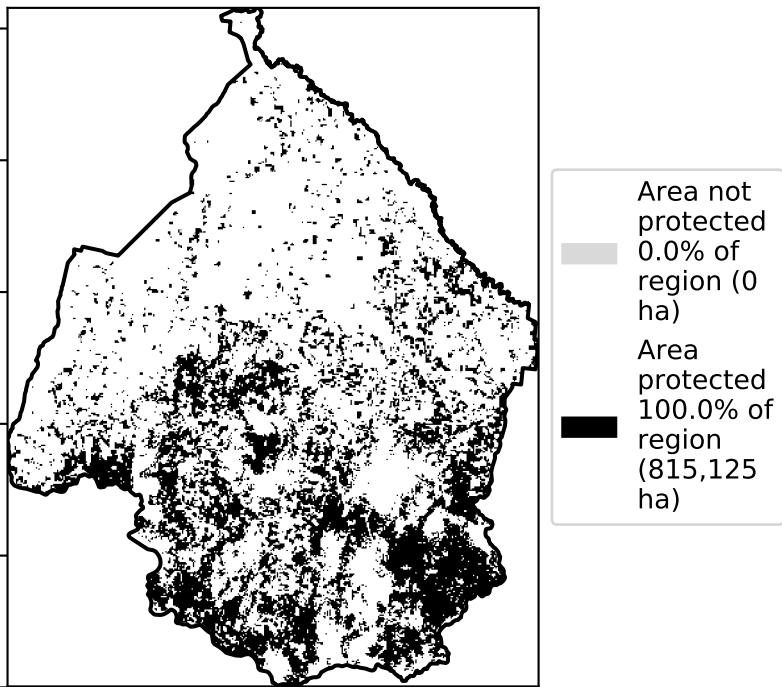 Area not
protected
0.0% of
region (0
ha)
Area
protected
100.0% of
region
(815,125
ha)